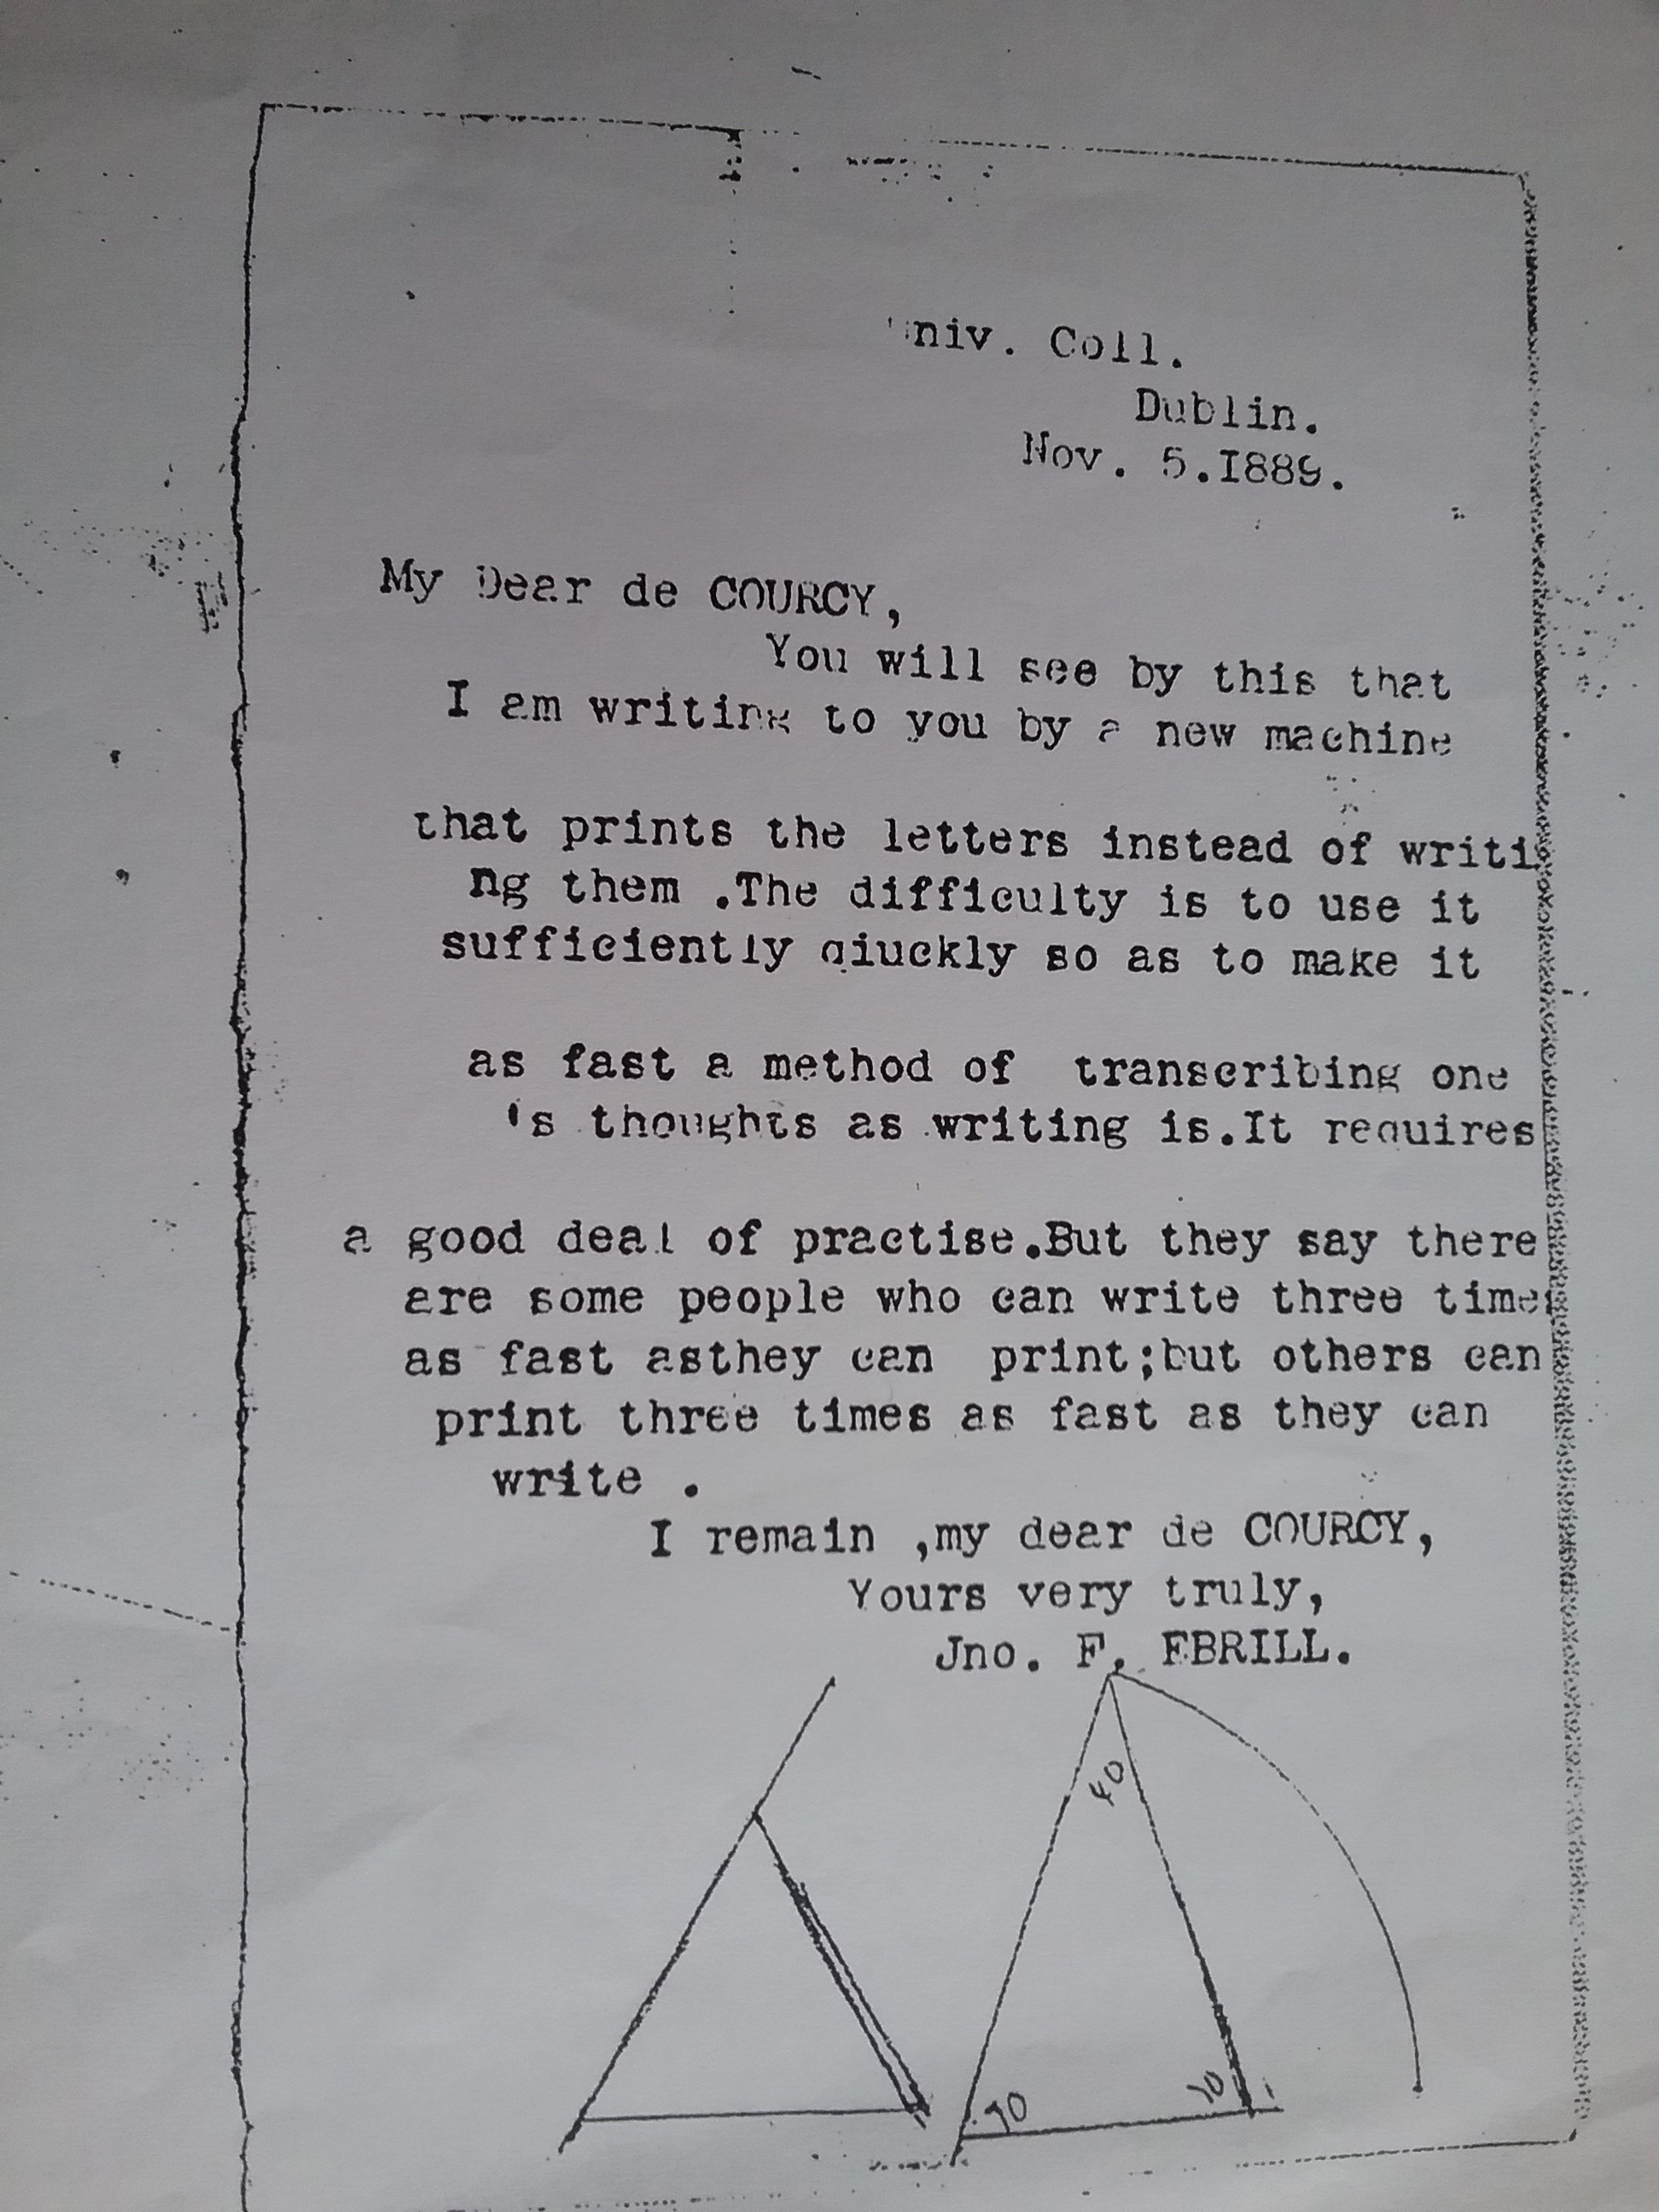 Univ. Coll.
Dublin.
Nov. 5.I889.
My Dear de COURCY,
You will see by this that
I am writing to you by a new machine
that prints the letters instead of writi
ng them .The difficulty is to use it
sufficiently qiuckly so as to make it
as fast a method of transcribing one
's thoughts as writing is.It requires
a good deal of practise.But they say there
are some people who can write three times
as fast asthey can print;but others can
print three times as fast as they can
write .
I remain ,my dear de COURCY,
Yours very truly,
Jno. F. EBRILL.
40
70
70